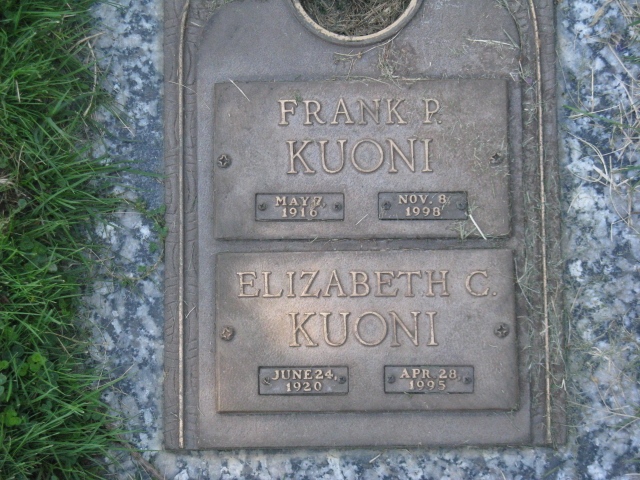 FRANK P.
KUONI
MAY 7, NOV. 8,
1916 1998
ELIZABETH C.
KUONI
JUNE 24, APR. 28,
1920 1995